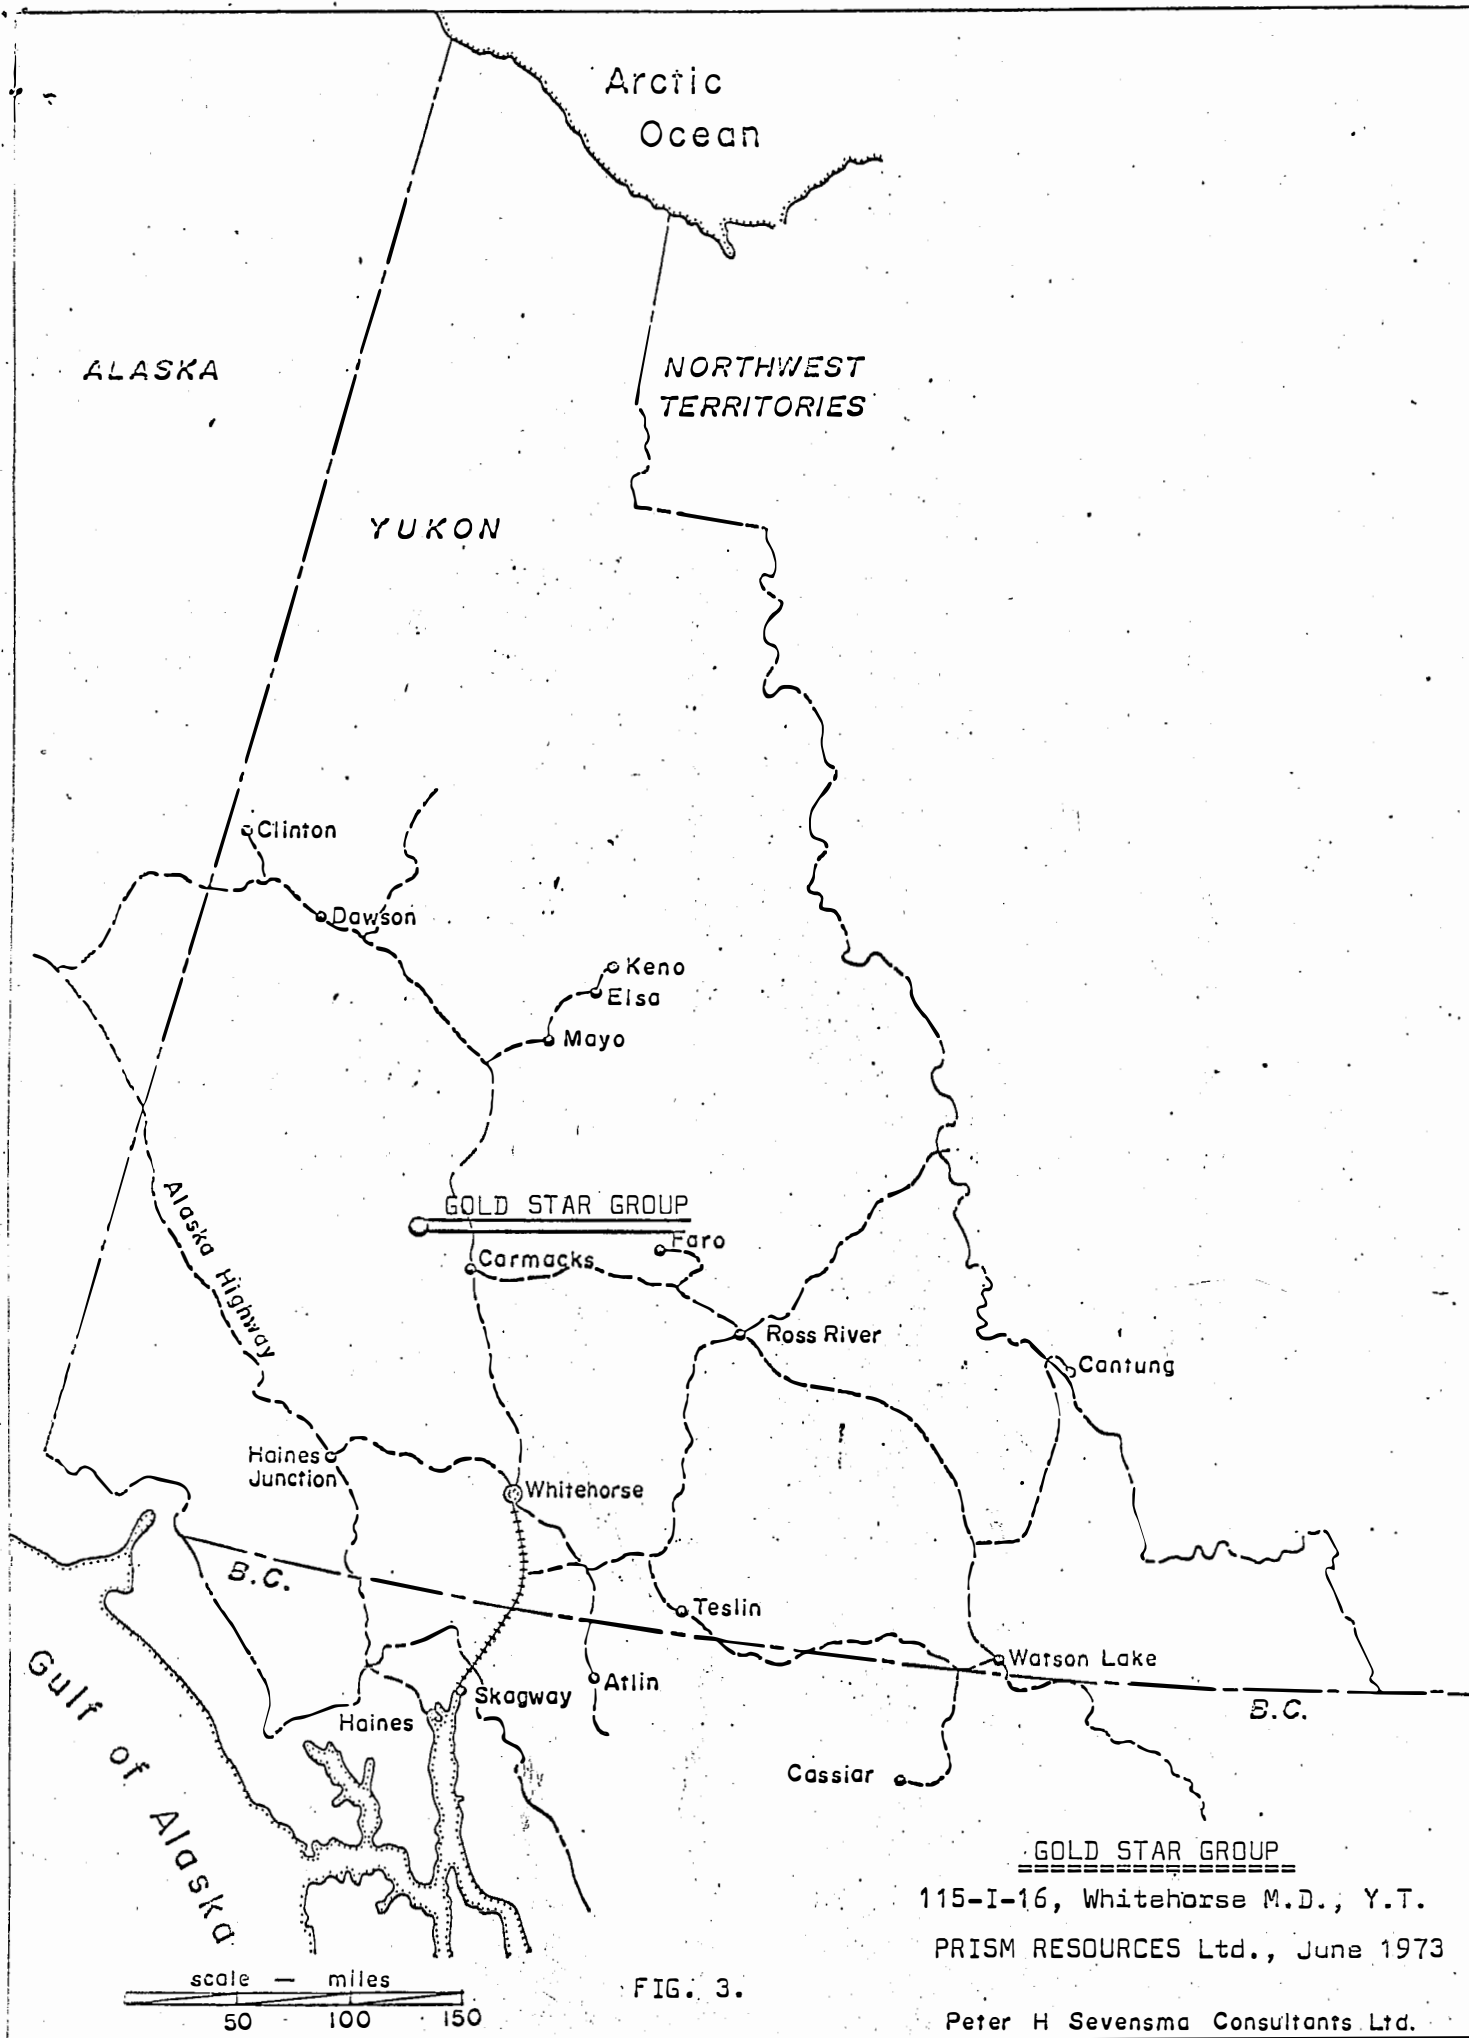 Arctic
Ocean
ALASKA
NORTHWEST
TERRITORIES
YUKON
Clinton
Dawson
Keno
Elsa
Mayo
GOLD STAR GROUP
Alaska Highway
Faro
Carmacks
Ross River
Cantung
Haines
Junction
Whitehorse
B.C.
Teslin
Watson Lake
Atlin
Skagway
Haines
B.C.
Gulf of Alaska
Cassiar
GOLD STAR GROUP
115-I-16, Whitehorse M.D., Y.T.
PRISM RESOURCES Ltd., June 1973
scale — miles
50 100 150
FIG. 3.
Peter H Sevensma Consultants Ltd.